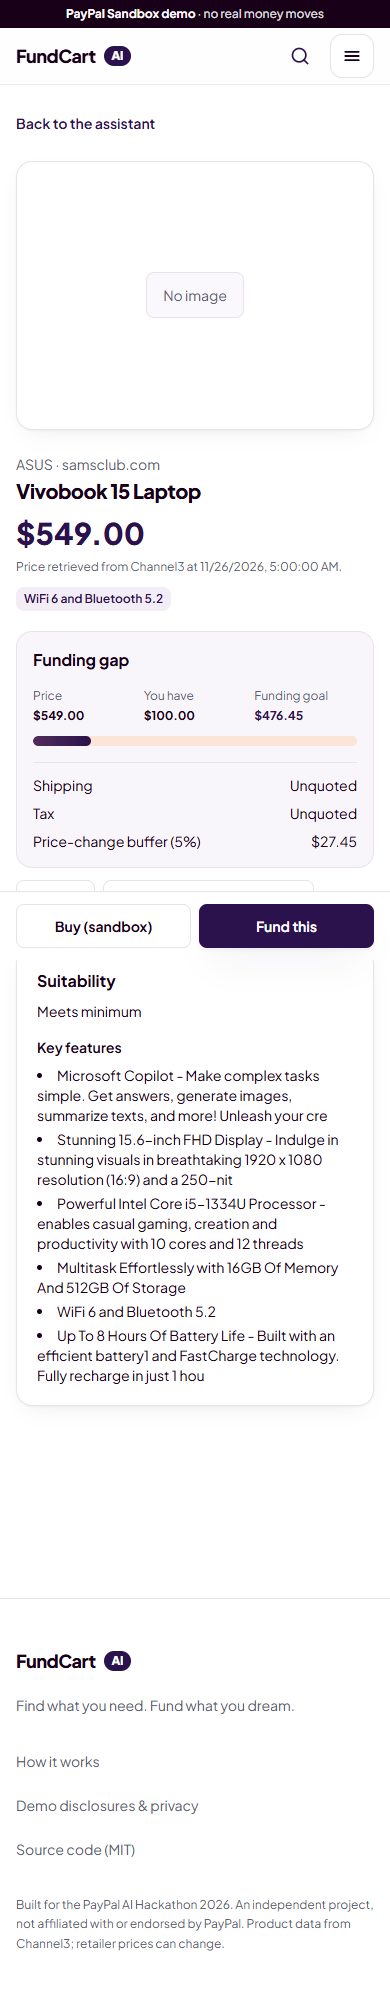 PayPal Sandbox demo · no real money moves
FundCart AI
Back to the assistant
No image
ASUS · samsclub.com
Vivobook 15 Laptop
$549.00
Price retrieved from Channel3 at 11/26/2026, 5:00:00 AM.
WiFi 6 and Bluetooth 5.2
Funding gap
Price You have Funding goal
$549.00 $100.00 $476.45
Shipping Unquoted
Tax Unquoted
Price-change buffer (5%) $27.45
Buy (sandbox) Fund this
Suitability
Meets minimum
Key features
• Microsoft Copilot - Make complex tasks
simple. Get answers, generate images,
summarize texts, and more! Unleash your cre
• Stunning 15.6-inch FHD Display - Indulge in
stunning visuals in breathtaking 1920 x 1080
resolution (16:9) and a 250-nit
• Powerful Intel Core i5-1334U Processor -
enables casual gaming, creation and
productivity with 10 cores and 12 threads
• Multitask Effortlessly with 16GB Of Memory
And 512GB Of Storage
• WiFi 6 and Bluetooth 5.2
• Up To 8 Hours Of Battery Life - Built with an
efficient battery1 and FastCharge technology.
Fully recharge in just 1 hou
FundCart AI
Find what you need. Fund what you dream.
How it works
Demo disclosures & privacy
Source code (MIT)
Built for the PayPal AI Hackathon 2026. An independent project,
not affiliated with or endorsed by PayPal. Product data from
Channel3; retailer prices can change.